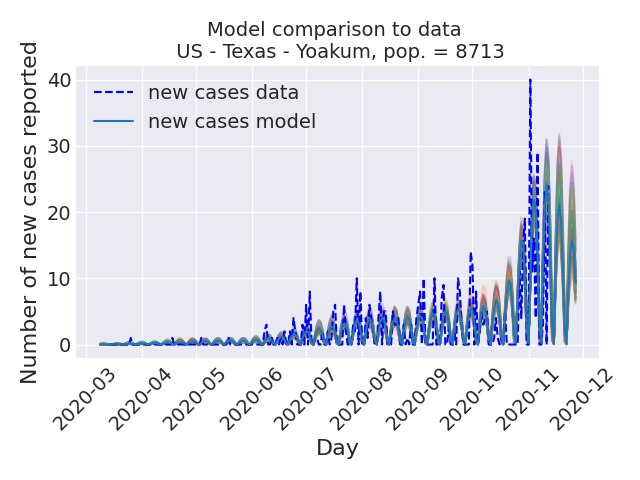 Model comparison to data
US - Texas - Yoakum, pop. = 8713
Number of new cases reported
40
30
20
10
0
new cases data
new cases model
2020-03
2020-04
2020-05
2020-06
2020-07
2020-08
2020-09
2020-10
2020-11
2020-12
Day